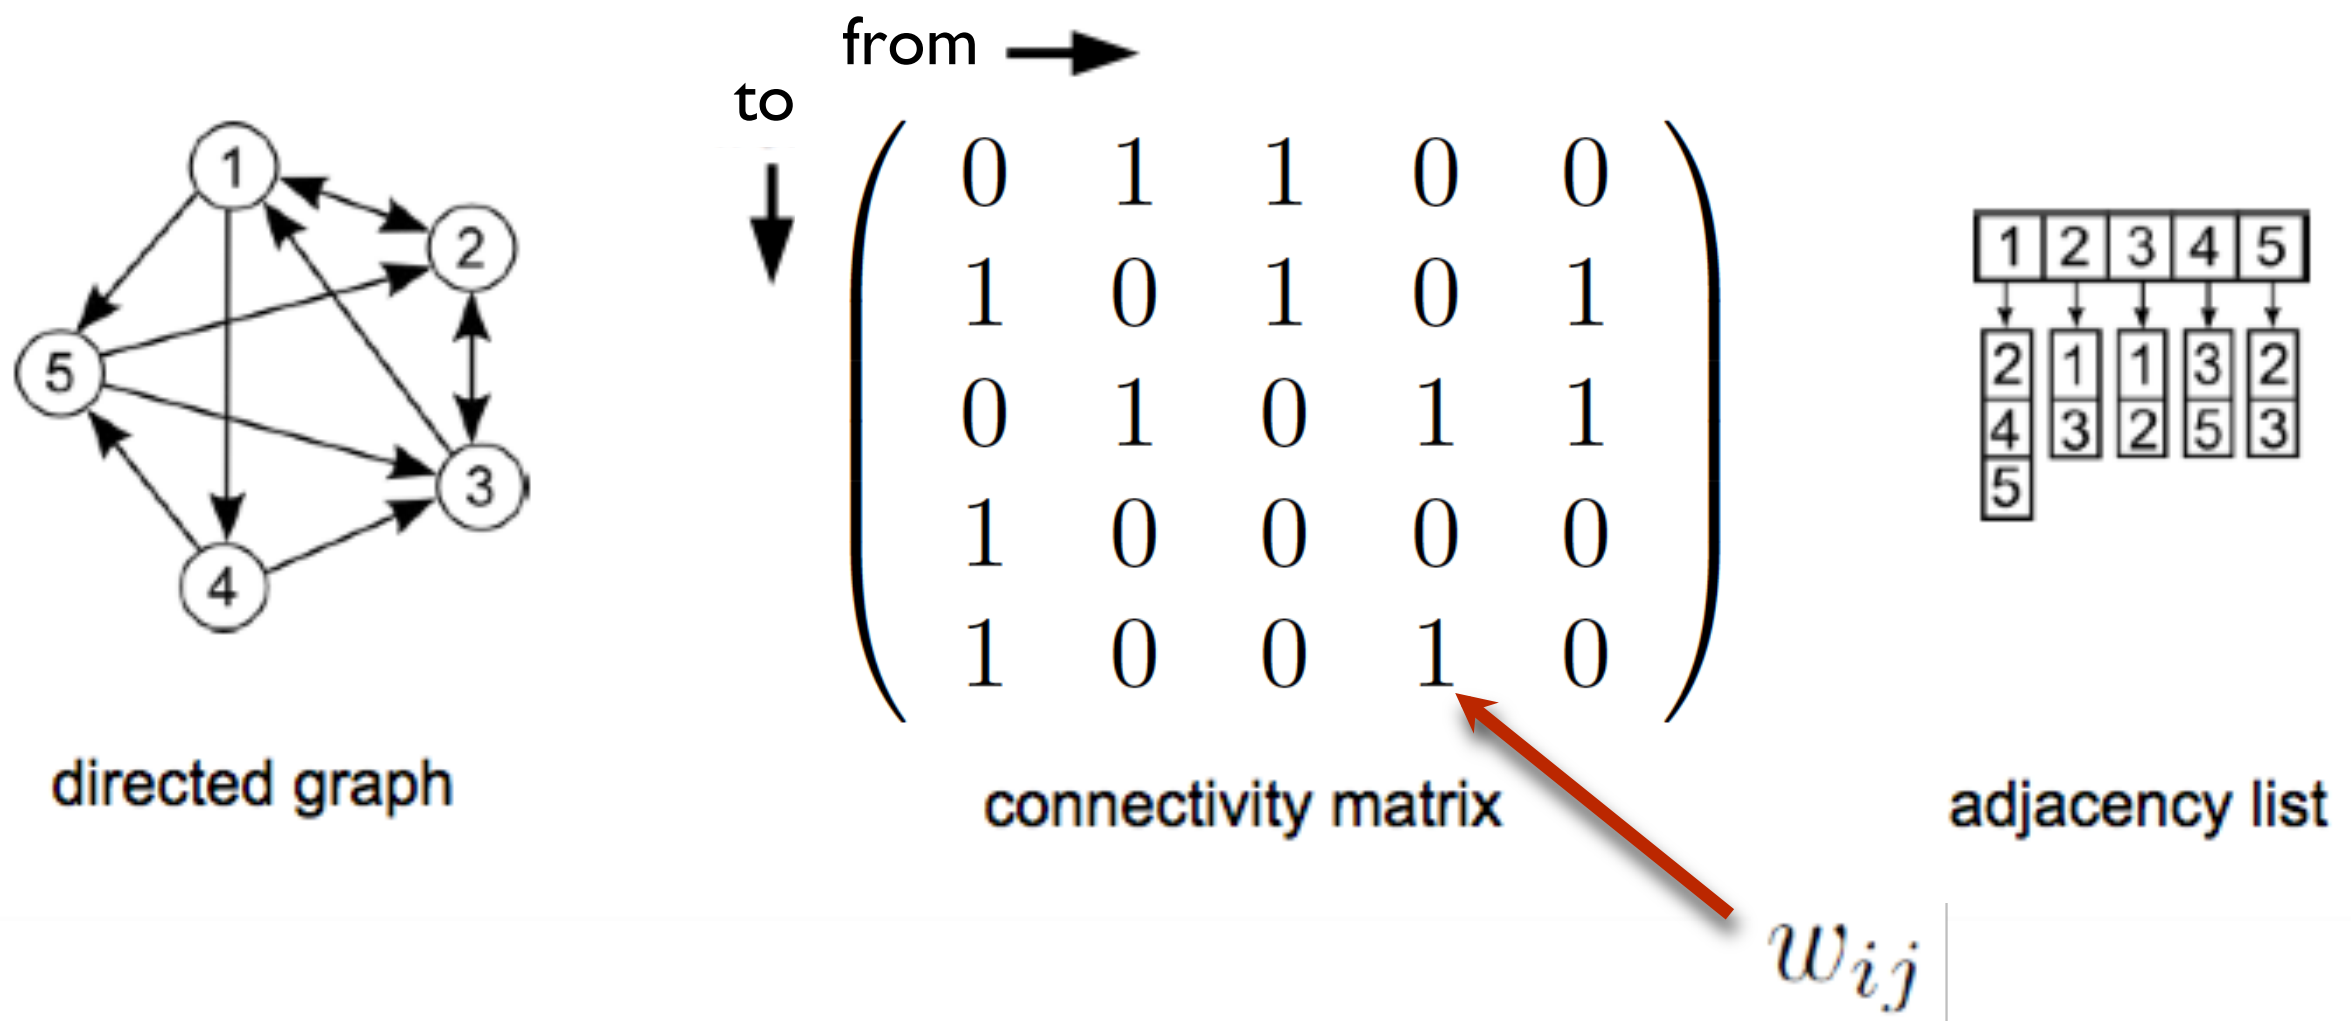 from
to
1
2
5
3
4
0 1 1 0 0
1 0 1 0 1
0 1 0 1 1
1 0 0 0 0
1 0 0 1 0
1 2 3 4 5
2 1 1 3 2
4 3 2 5 3
5
directed graph
connectivity matrix
adjacency list
w_{ij}